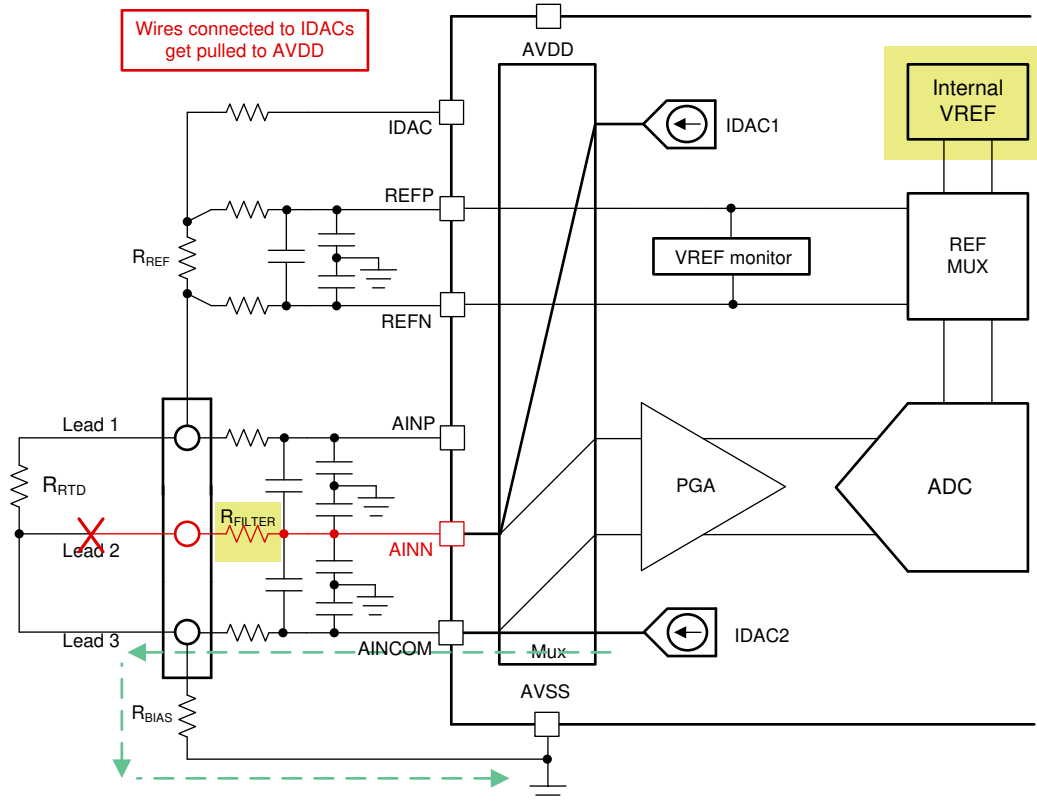 Wires connected to IDACs
get pulled to AVDD
AVDD
Internal
VREF
IDAC
IDAC1
REFP
RREF
VREF monitor
REF
MUX
REFN
Lead 1
AINP
RRTD
RFILTER
PGA
ADC
Lead 2
AINN
Lead 3
AINCOM
Mux
IDAC2
AVSS
RBIAS